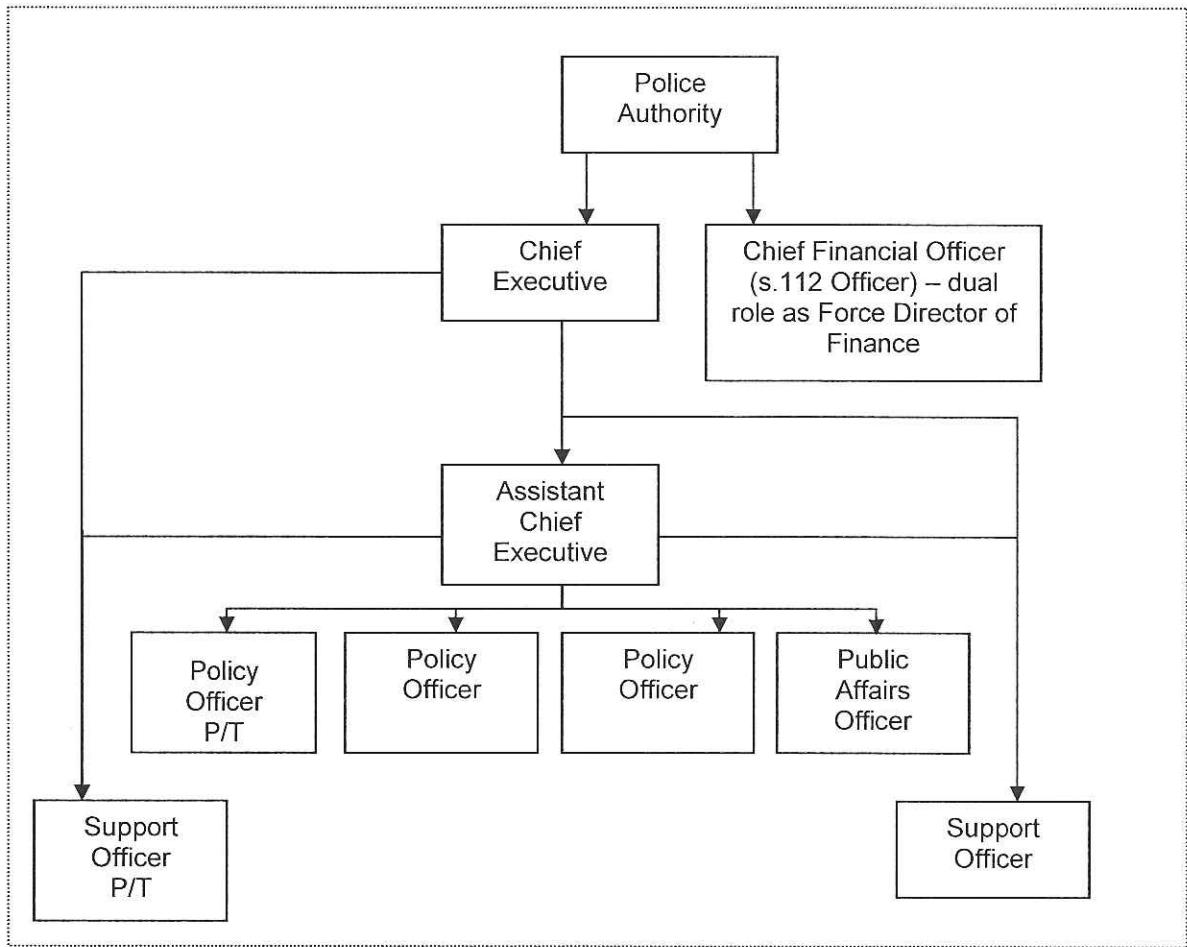 Police
Authority
Chief
Executive
Chief Financial Officer
(s.112 Officer) – dual
role as Force Director of
Finance
Assistant
Chief
Executive
Policy
Officer
P/T
Policy
Officer
Policy
Officer
Public
Affairs
Officer
Support
Officer
P/T
Support
Officer